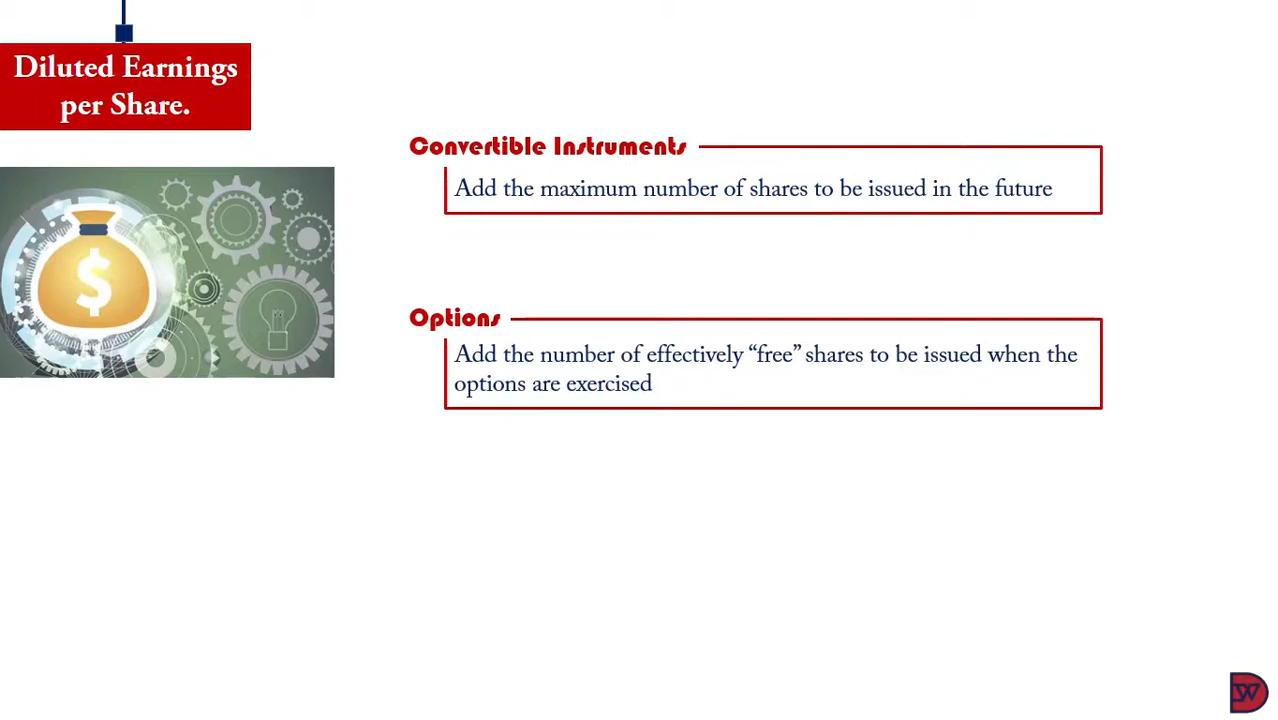 Diluted Earnings
per Share.
Convertible Instruments
Add the maximum number of shares to be issued in the future
$
Options
Add the number of effectively “free” shares to be issued when the
options are exercised
DW